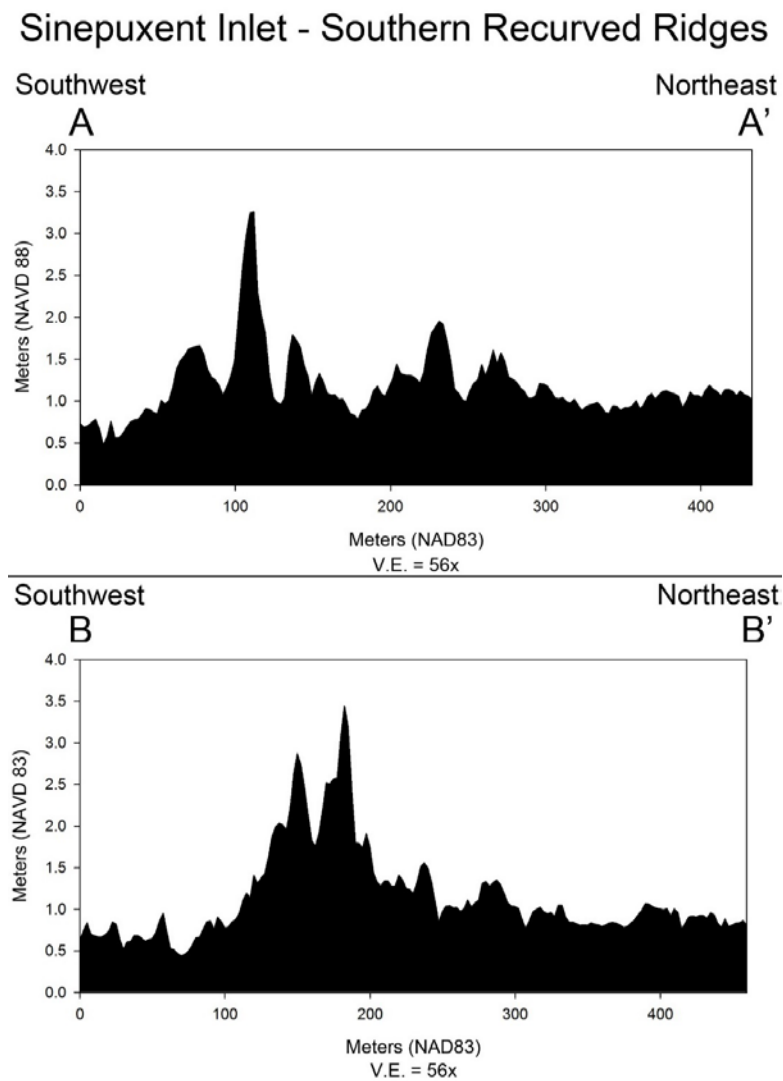 Sinepuxent Inlet - Southern Recurved Ridges
Southwest Northeast
A A’
4.0
3.5
3.0
2.5
2.0
1.5
1.0
0.5
0.0
Meters (NAVD 88)
0 100 200 300 400
Meters (NAD83)
V.E. = 56x
Southwest Northeast
B B’
4.0
3.5
3.0
2.5
2.0
1.5
1.0
0.5
0.0
Meters (NAVD 83)
0 100 200 300 400
Meters (NAD83)
V.E. = 56x